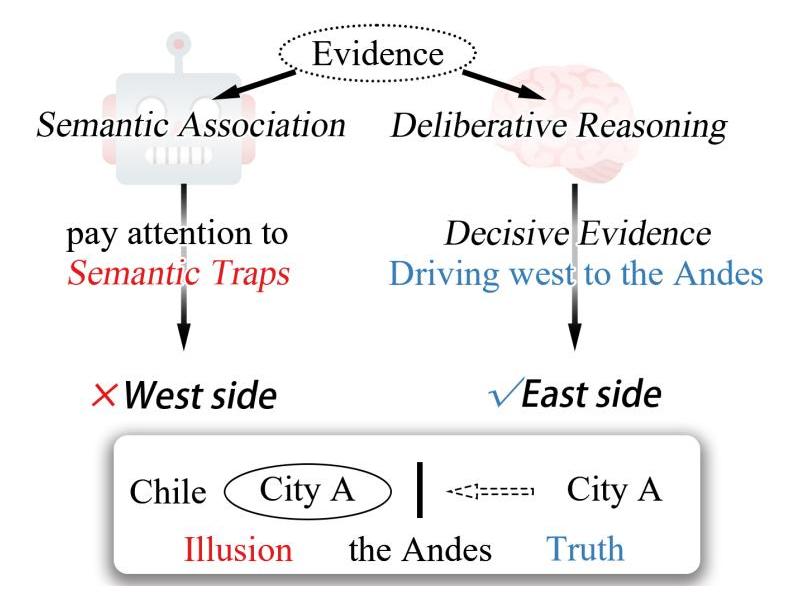 Evidence
Semantic Association
Deliberative Reasoning
pay attention to
Semantic Traps
Decisive Evidence
Driving west to the Andes
×West side
√East side
Chile City A City A
Illusion the Andes Truth